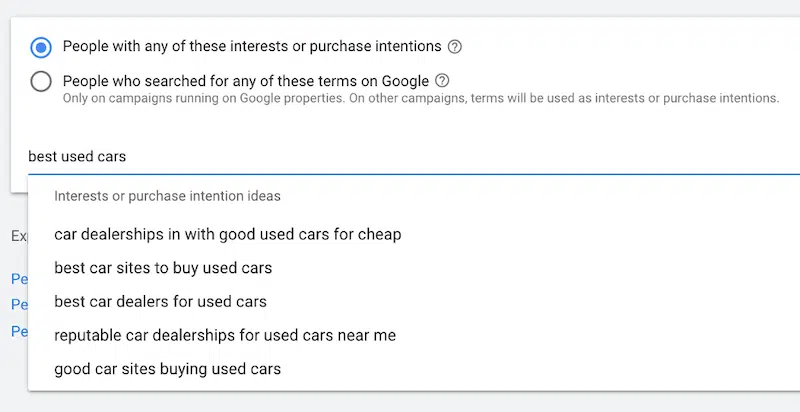 People with any of these interests or purchase intentions
People who searched for any of these terms on Google
Only on campaigns running on Google properties. On other campaigns, terms will be used as interests or purchase intentions.
best used cars
Interests or purchase intention ideas
car dealerships in with good used cars for cheap
best car sites to buy used cars
best car dealers for used cars
reputable car dealerships for used cars near me
good car sites buying used cars
Ex
Pe
Pe
Pe